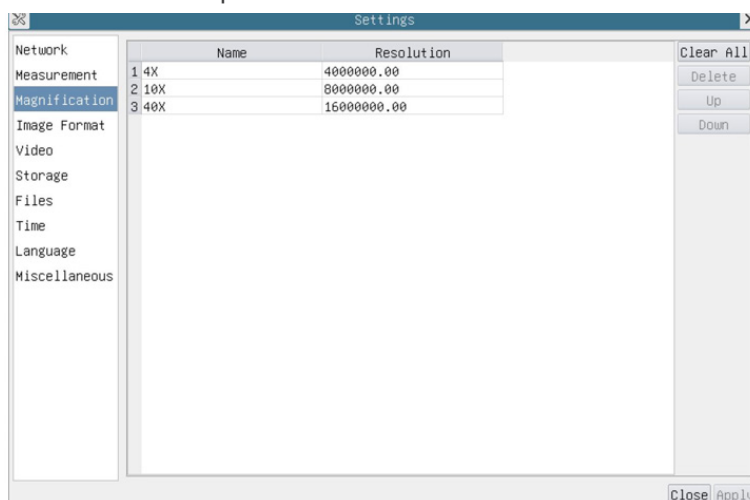 Settings
Network
Measurement
Magnification
Image Format
Video
Storage
Files
Time
Language
Miscellaneous
Name Resolution
1 4X 4000000.00
2 10X 8000000.00
3 40X 16000000.00
Clear All
Delete
Up
Down
Close Apply